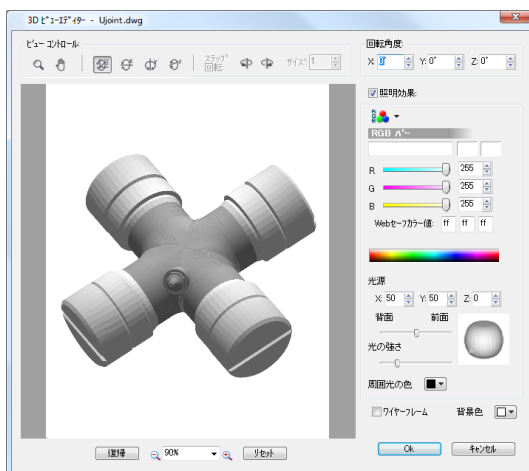 3D ビューエディター - Ujoint.dwg
ビュー コントロール:
ステップ回転
サイズ: 1
回転角度:
X: 0° Y: 0° Z: 0°
照明効果:
RGB バー
R 255
G 255
B 255
Webセーフカラー値: ff ff ff
光源
X: 50 Y: 50 Z: 0
背面 前面
光の強さ
周囲光の色
ワイヤーフレーム 背景色
復帰 90% リセット Ok キャンセル